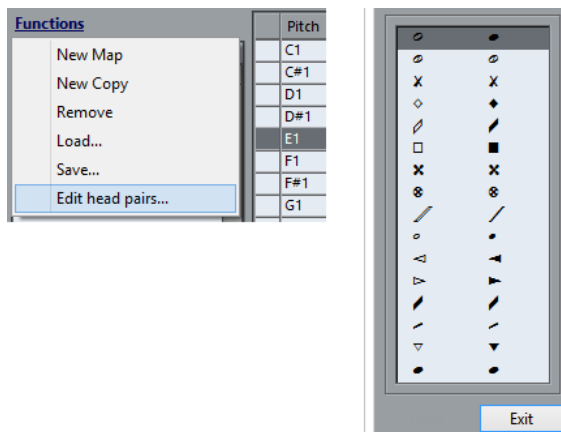 Functions
New Map
New Copy
Remove
Load...
Save...
Edit head pairs...
Pitch
C1
C#1
D1
D#1
E1
F1
F#1
G1
Exit